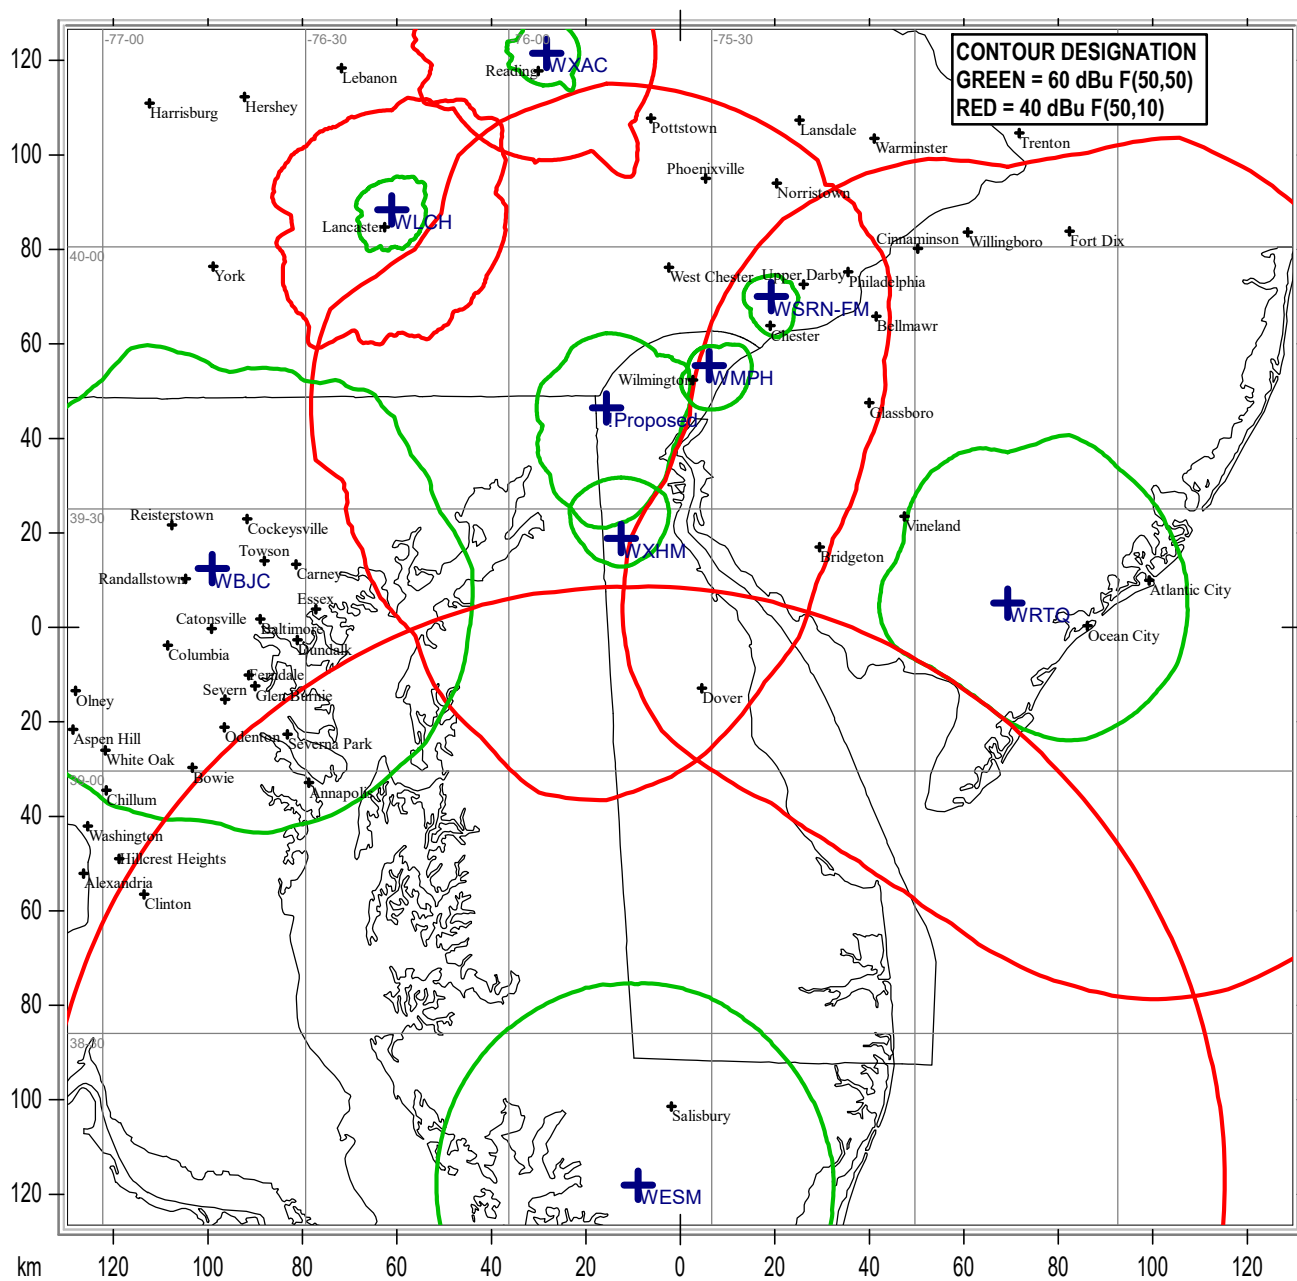 -77-00
-76-30
-76-00
-75-30
CONTOUR DESIGNATION
GREEN = 60 dBu F(50,50)
RED = 40 dBu F(50,10)
120
WXAC
Reading
Lebanon
Hershey
Harrisburg
Pottstown
Lansdale
Warminster
Trenton
100
Phoenixville
Norristown
WLCH
Lancaster
80
40-00
York
West Chester
Upper Darby
Philadelphia
Cinnaminson
Willingboro
Fort Dix
WSRN-FM
Chester
Bellmawr
60
WMPH
Wilmington
!Proposed
Glassboro
40
39-30
Reisterstown
Cockeysville
Vineland
20
WXHM
Towson
Carney
Bridgeton
Randallstown
WBJC
Atlantic City
Essex
WRTQ
Catonsville
Baltimore
0
Ocean City
Columbia
Dundalk
Ferndale
Severn
Glen Burnie
Olney
Dover
20
Odenton
Severna Park
Aspen Hill
White Oak
Bowie
39-00
Chillum
Annapolis
40
Washington
Hillcrest Heights
Alexandria
Clinton
60
80
38-30
100
Salisbury
120
WESM
km 120 100 80 60 40 20 0 20 40 60 80 100 120